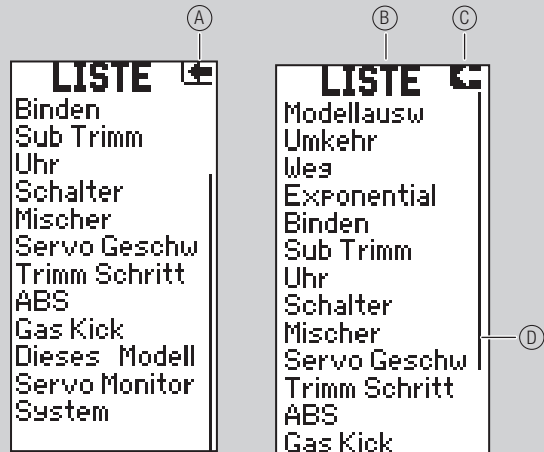 A
B
C
LISTE
Binden
Sub Trimm
Uhr
Schalter
Mischer
Servo Geschw
Trimm Schritt
ABS
Gas Kick
Dieses Modell
Servo Monitor
System
LISTE
Modellausw
Umkehr
Weg
Exponential
Binden
Sub Trimm
Uhr
Schalter
Mischer
Servo Geschw
Trimm Schritt
ABS
Gas Kick
D